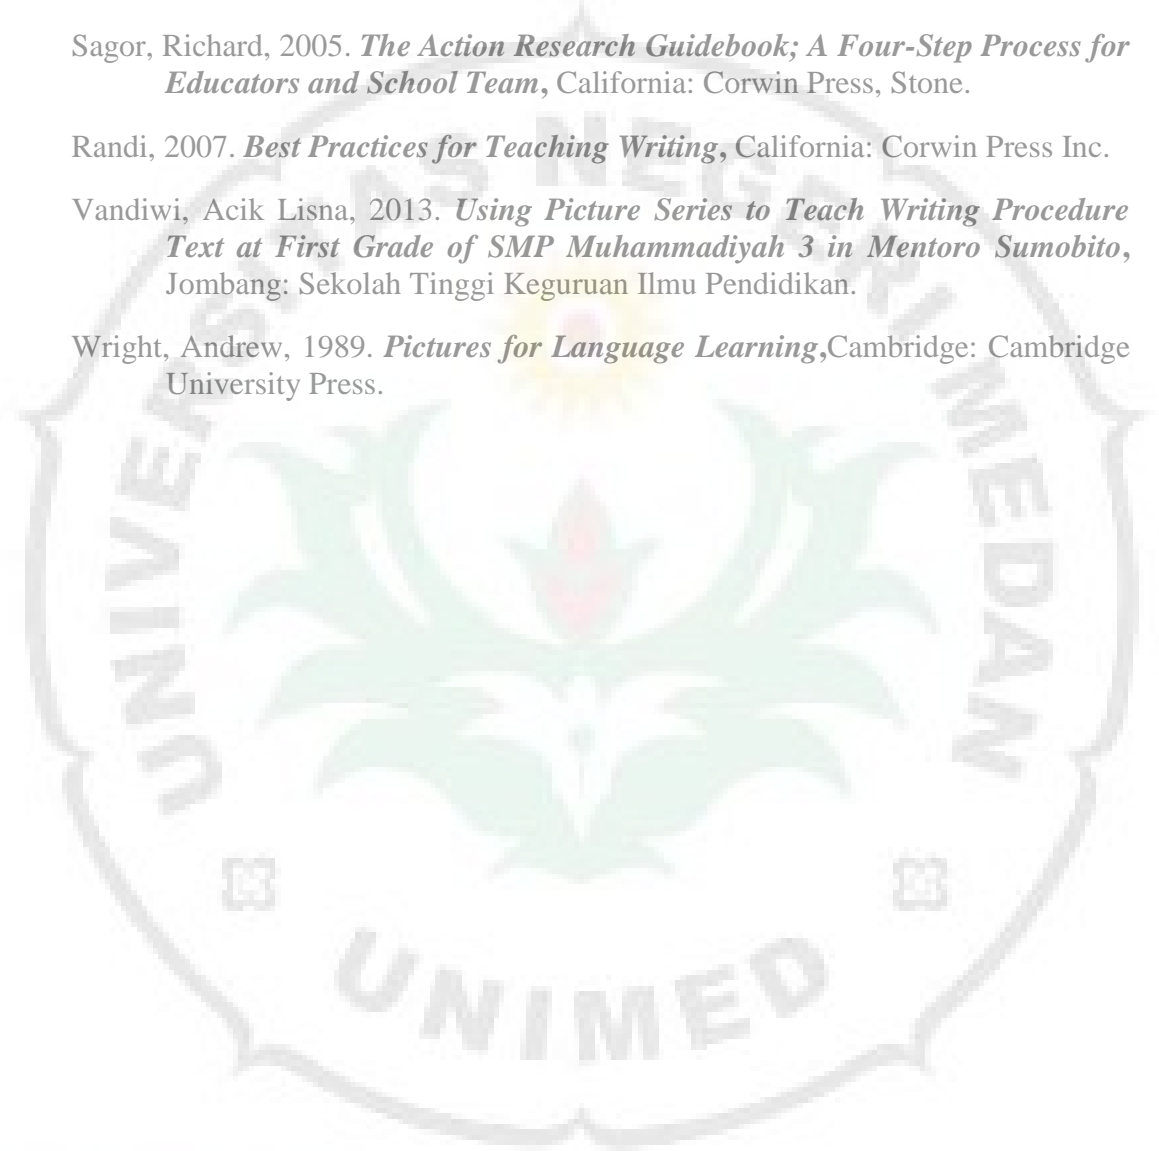 Sagor, Richard, 2005. The Action Research Guidebook; A Four-Step Process for
Educators and School Team, California: Corwin Press, Stone.
Randi, 2007. Best Practices for Teaching Writing, California: Corwin Press Inc.
Vandiwi, Acik Lisna, 2013. Using Picture Series to Teach Writing Procedure
Text at First Grade of SMP Muhammadiyah 3 in Mentoro Sumobito,
Jombang: Sekolah Tinggi Keguruan Ilmu Pendidikan.
Wright, Andrew, 1989. Pictures for Language Learning,Cambridge: Cambridge
University Press.
UNIVERSITAS NEGERI MEDAN
UNIMED